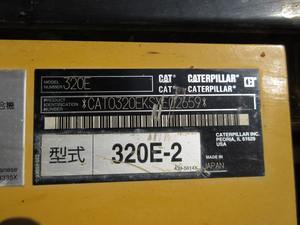 MODEL NUMBER 320E CAT® CATERPILLAR®
CAT® CATERPILLAR®
PRODUCT IDENTIFICATION NUMBER
CATERPILLAR INC.
PEORIA, IL 61629
USA
型式 320E-2
MADE IN
JAPAN